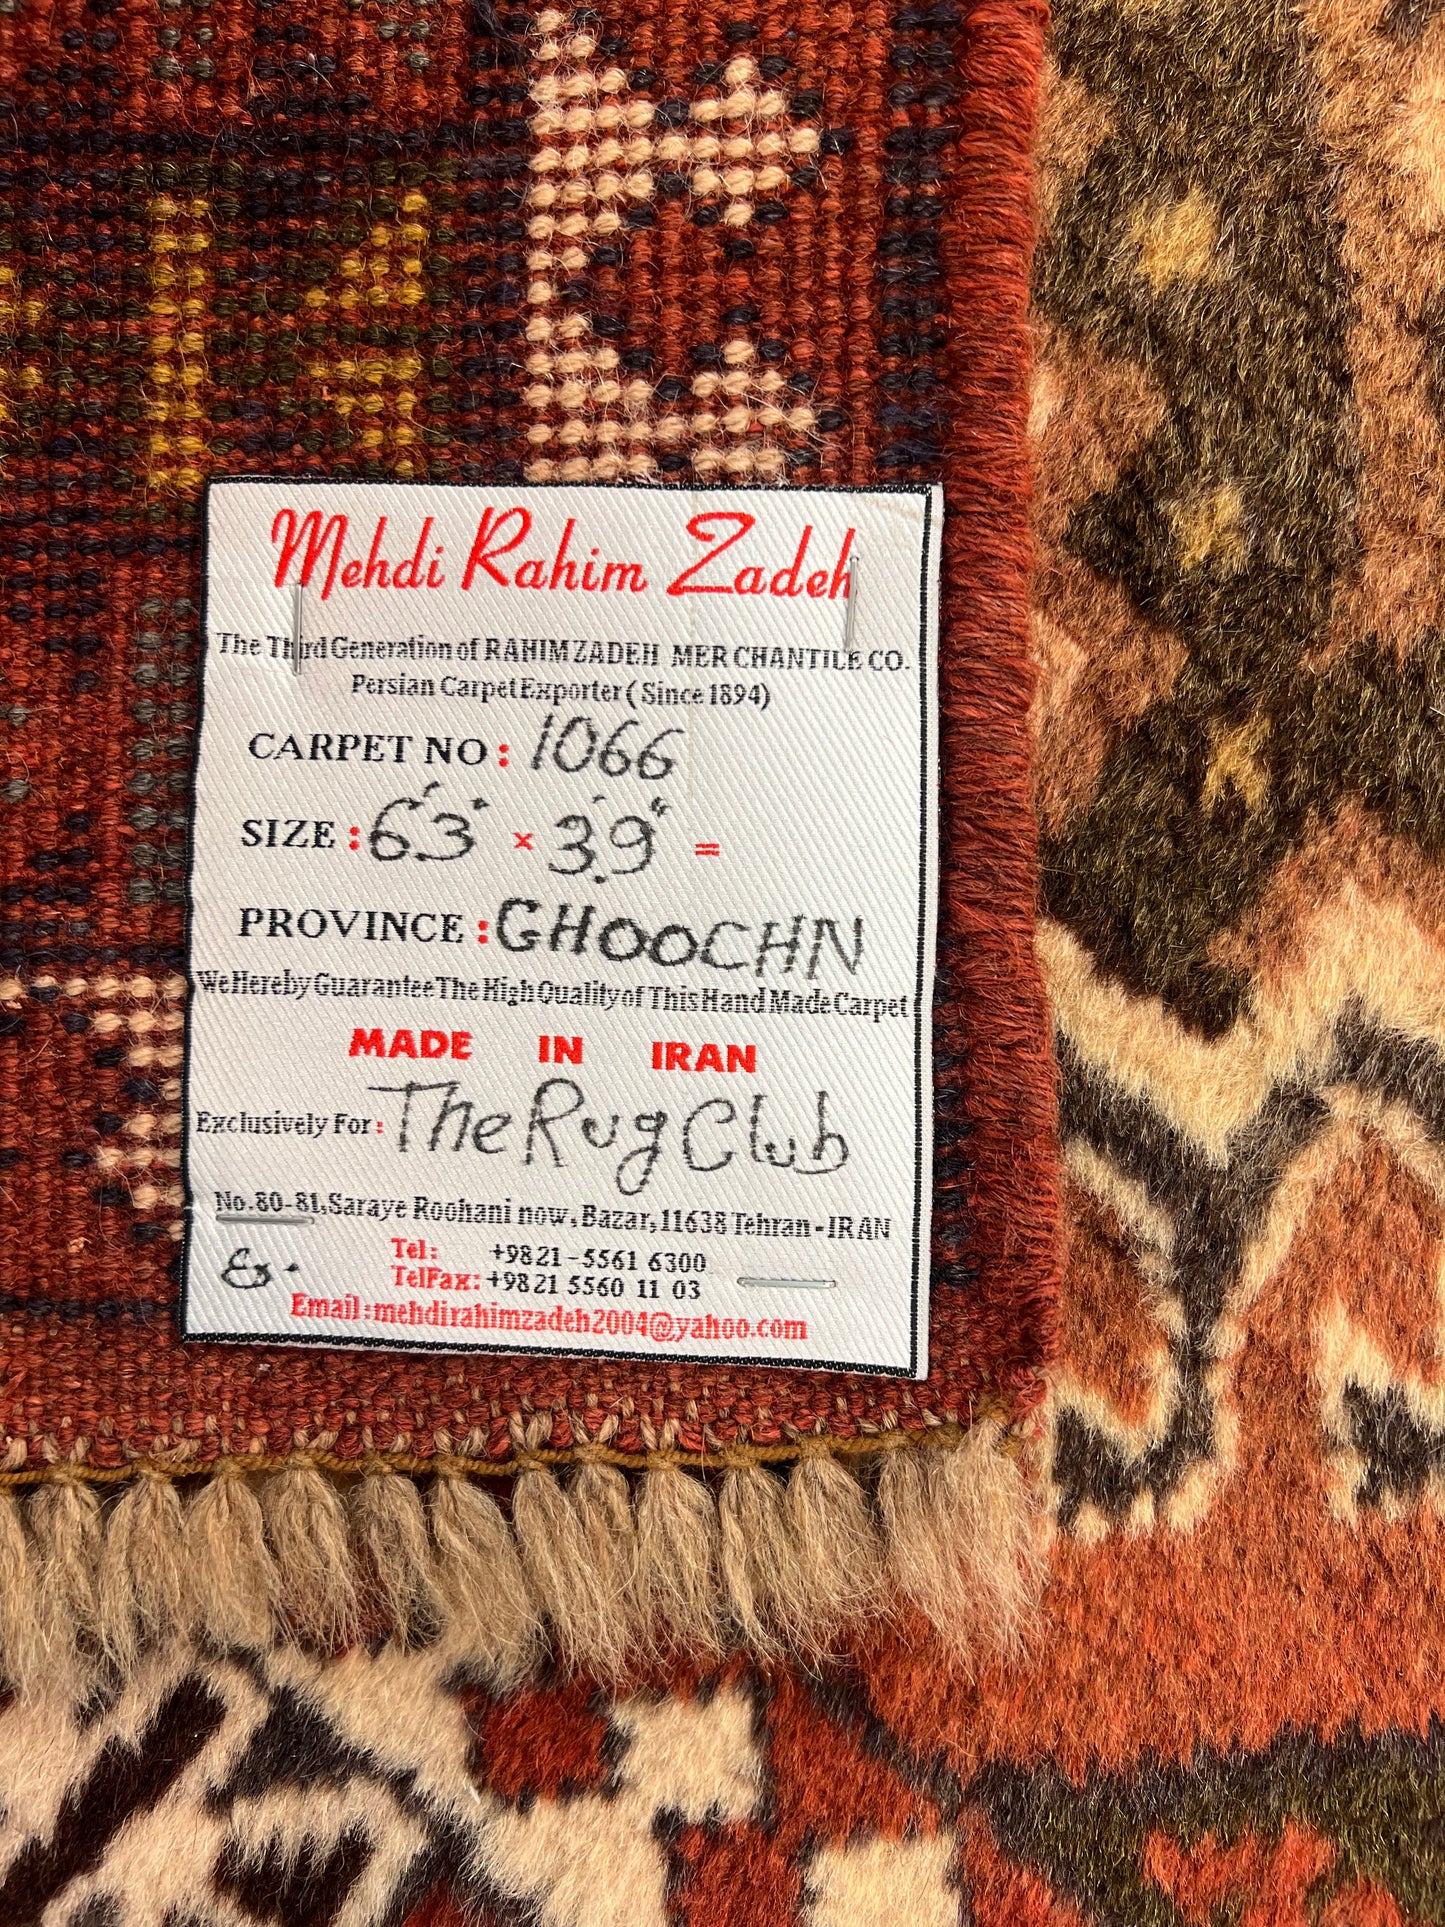 Mehdi Rahim Zadeh
The Third Generation of RAHIMZADEH MERCHANTILE CO.
Persian Carpet Exporter (Since 1894)
CARPET NO: 1066
SIZE: 6'3" × 3'9" =
PROVINCE: GHOOCHN
We Hereby Guarantee The High Quality of This Hand Made Carpet
MADE IN IRAN
Exclusively For: The Rug Club
No. 80-81, Saraye Roohani now, Bazar, 11638 Tehran - IRAN
Tel: +9821-5561 6300
TelFax: +9821 5560 11 03
Email: mehdirahimzadeh2004@yahoo.com